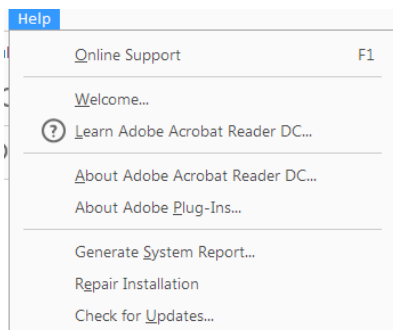 Help
Online Support F1
Welcome...
Learn Adobe Acrobat Reader DC...
About Adobe Acrobat Reader DC...
About Adobe Plug-Ins...
Generate System Report...
Repair Installation
Check for Updates...